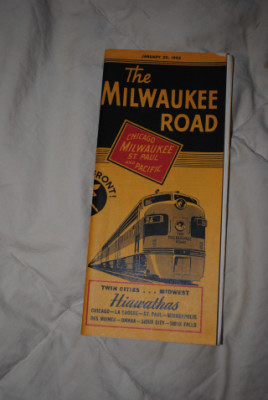 The
MILWAUKEE
ROAD
CHICAGO
MILWAUKEE
ST. PAUL
AND PACIFIC
FRONT!
TWIN CITIES . . . MIDWEST
Hiawathas
CHICAGO—LA CROSSE—ST. PAUL—MINNEAPOLIS
DES MOINES—OMAHA—SIOUX CITY—SIOUX FALLS